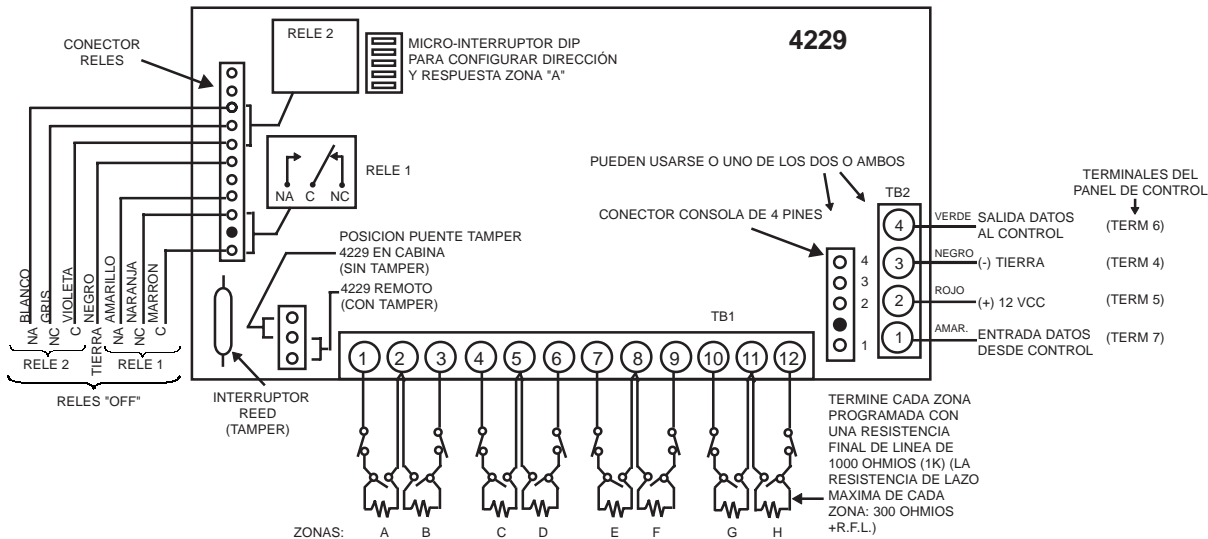 4229
RELE 2
CONECTOR
RELES
MICRO-INTERRUPTOR DIP
PARA CONFIGURAR DIRECCIÓN
Y RESPUESTA ZONA "A"
RELE 1
NA C NC
POSICION PUENTE TAMPER
4229 EN CABINA
(SIN TAMPER)
4229 REMOTO
(CON TAMPER)
PUEDEN USARSE O UNO DE LOS DOS O AMBOS
CONECTOR CONSOLA DE 4 PINES
4
3
2
1
TB2
TERMINALES DEL
PANEL DE CONTROL
4 VERDE SALIDA DATOS
AL CONTROL
(TERM 6)
3 NEGRO (-) TIERRA (TERM 4)
2 ROJO (+) 12 VCC (TERM 5)
1 AMAR. ENTRADA DATOS
DESDE CONTROL
(TERM 7)
BLANCO
GRIS
VIOLETA
NEGRO
AMARILLO
NARANJA
MARRON
NA
NC
C
TIERRA
NA
NC
C
RELE 2
RELE 1
RELES "OFF"
INTERRUPTOR
REED
(TAMPER)
TB1
1 2 3 4 5 6 7 8 9 10 11 12
TERMINE CADA ZONA
PROGRAMADA CON
UNA RESISTENCIA
FINAL DE LINEA DE
1000 OHMIOS (1K) (LA
RESISTENCIA DE LAZO
MAXIMA DE CADA
ZONA: 300 OHMIOS
+R.F.L.)
ZONAS: A B C D E F G H